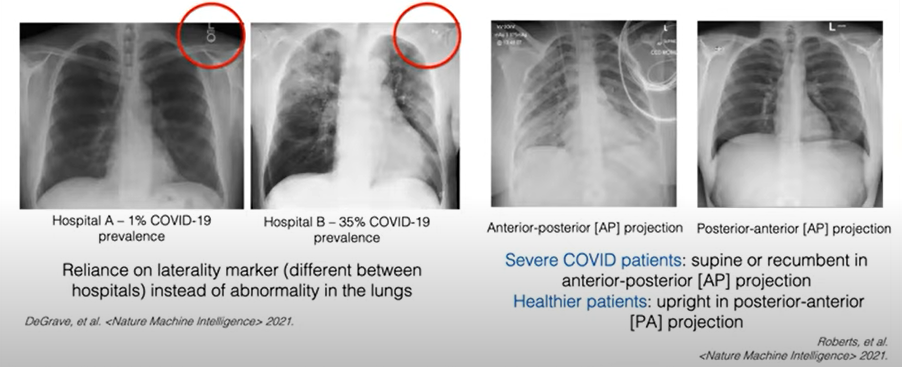 L
Hospital A – 1% COVID-19
prevalence
Hospital B – 35% COVID-19
prevalence
Reliance on laterality marker (different between
hospitals) instead of abnormality in the lungs
DeGrave, et al. <Nature Machine Intelligence> 2021.
Anterior-posterior [AP] projection
Posterior-anterior [AP] projection
Severe COVID patients: supine or recumbent in
anterior-posterior [AP] projection
Healthier patients: upright in posterior-anterior
[PA] projection
Roberts, et al.
<Nature Machine Intelligence> 2021.